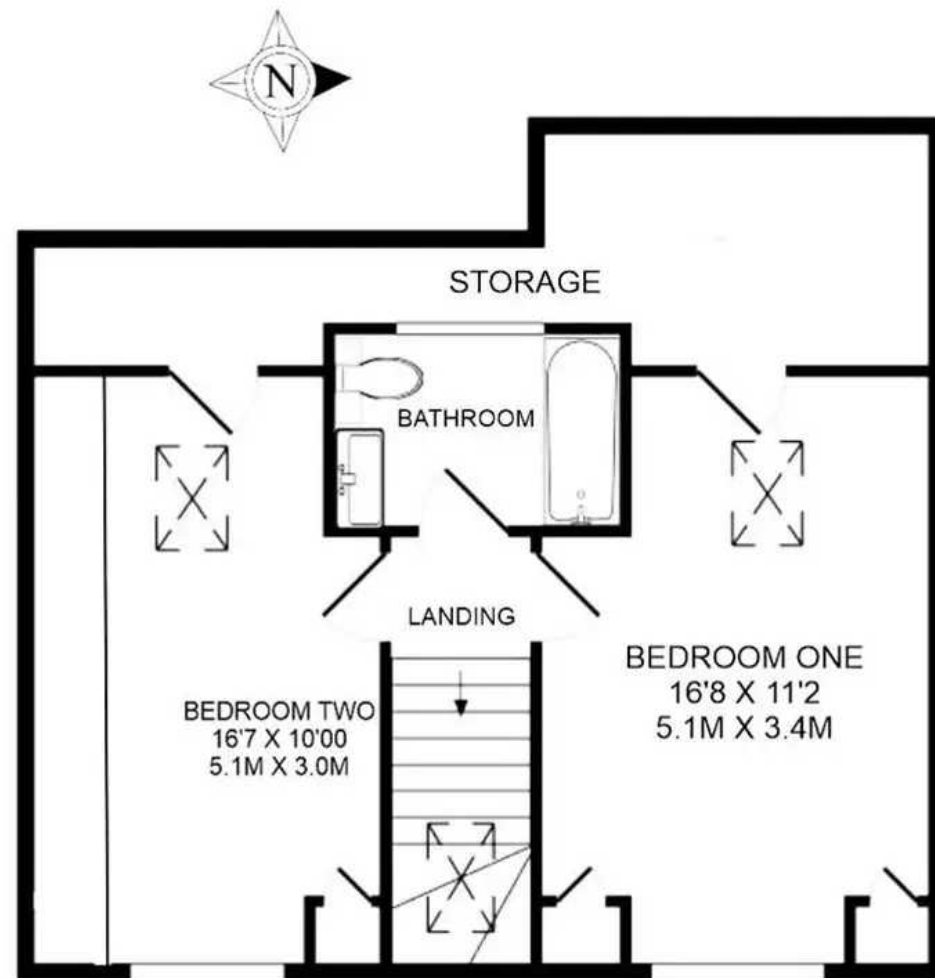 N
STORAGE
BATHROOM
LANDING
BEDROOM ONE
16'8 X 11'2
5.1M X 3.4M
BEDROOM TWO
16'7 X 10'00
5.1M X 3.0M